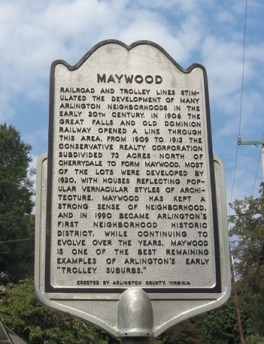 MAYWOOD
RAILROAD AND TROLLEY LINES STIM-
ULATED THE DEVELOPMENT OF MANY
ARLINGTON NEIGHBORHOODS IN THE
EARLY 20TH CENTURY. IN 1906 THE
GREAT FALLS AND OLD DOMINION
RAILWAY OPENED A LINE THROUGH
THIS AREA. FROM 1909 TO 1913 THE
CONSERVATIVE REALTY CORPORATION
SUBDIVIDED 73 ACRES NORTH OF
CHERRYDALE TO FORM MAYWOOD. MOST
OF THE LOTS WERE DEVELOPED BY
1930, WITH HOUSES REFLECTING POP-
ULAR VERNACULAR STYLES OF ARCHI-
TECTURE. MAYWOOD HAS KEPT A
STRONG SENSE OF NEIGHBORHOOD,
AND IN 1990 BECAME ARLINGTON'S
FIRST NEIGHBORHOOD HISTORIC
DISTRICT. WHILE CONTINUING TO
EVOLVE OVER THE YEARS, MAYWOOD
IS ONE OF THE BEST REMAINING
EXAMPLES OF ARLINGTON'S EARLY
"TROLLEY SUBURBS."
ERECTED BY ARLINGTON COUNTY, VIRGINIA